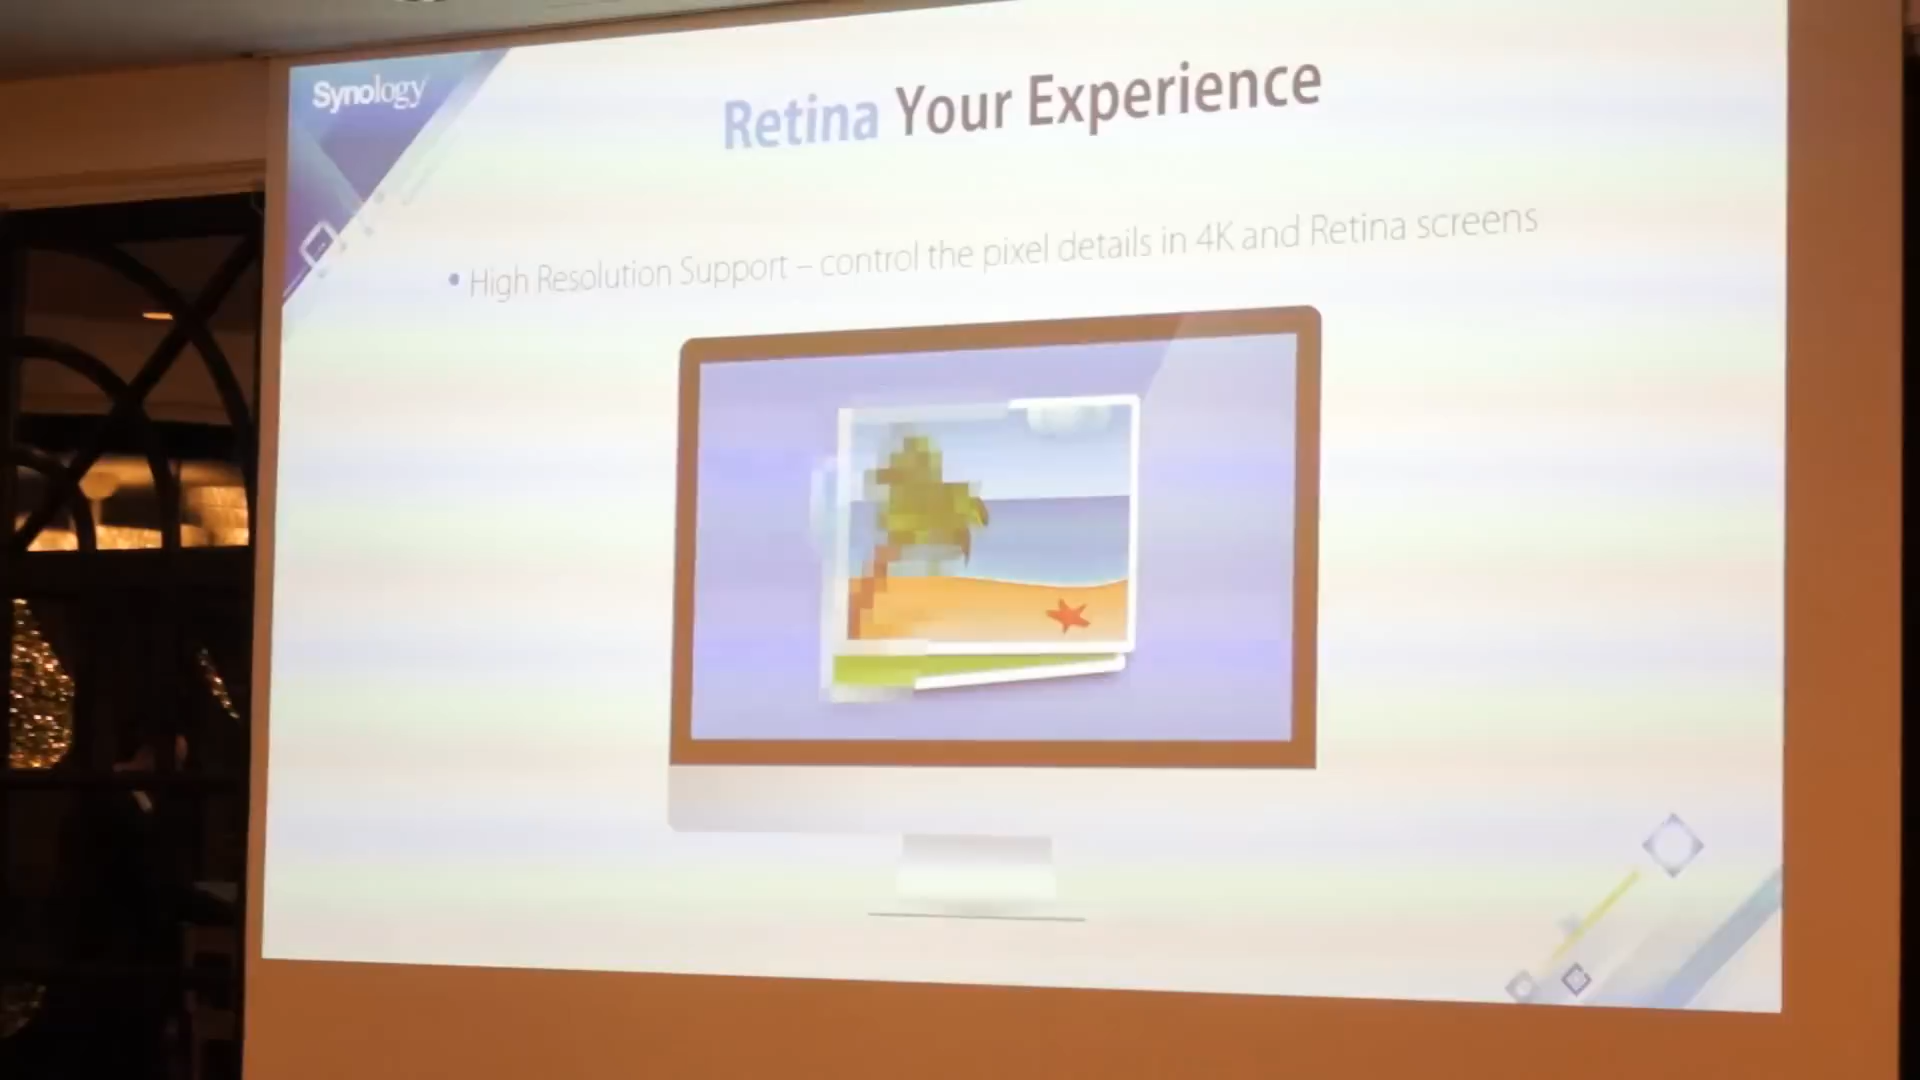 Synology
Retina Your Experience
• High Resolution Support – control the pixel details in 4K and Retina screens